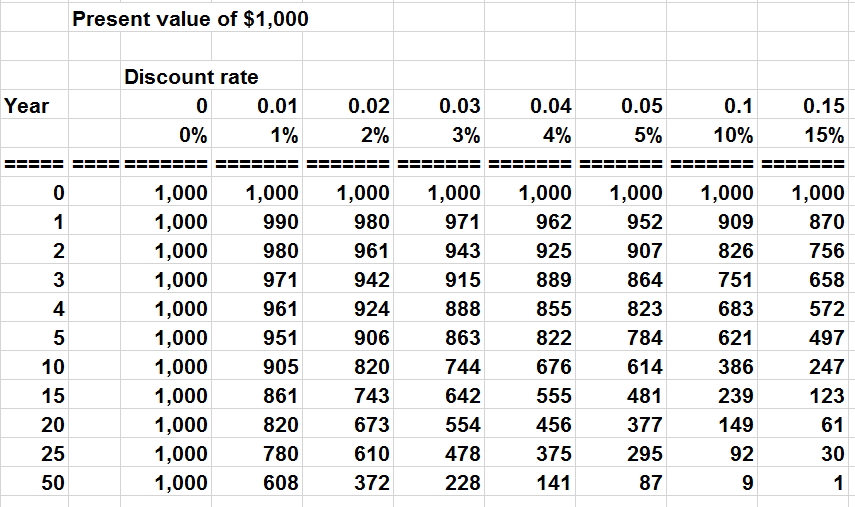 Present value of $1,000
Discount rate
Year 0 0.01 0.02 0.03 0.04 0.05 0.1 0.15
0% 1% 2% 3% 4% 5% 10% 15%
===== ==== ======= ======= ======= ======= ======= ======= ======= =======
0 1,000 1,000 1,000 1,000 1,000 1,000 1,000 1,000
1 1,000 990 980 971 962 952 909 870
2 1,000 980 961 943 925 907 826 756
3 1,000 971 942 915 889 864 751 658
4 1,000 961 924 888 855 823 683 572
5 1,000 951 906 863 822 784 621 497
10 1,000 905 820 744 676 614 386 247
15 1,000 861 743 642 555 481 239 123
20 1,000 820 673 554 456 377 149 61
25 1,000 780 610 478 375 295 92 30
50 1,000 608 372 228 141 87 9 1